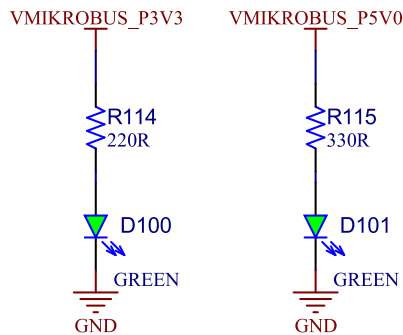 VMIKROBUS_P3V3
VMIKROBUS_P5V0
R114
220R
R115
330R
D100
GREEN
D101
GREEN
GND
GND